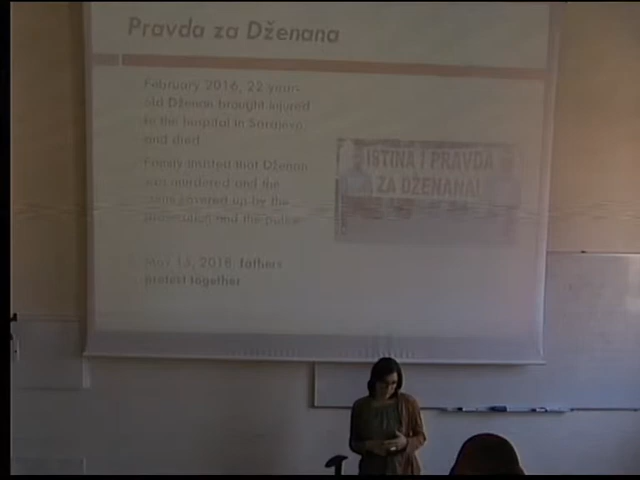 Pravda za Dženana
February 2016, 22 years
old Dženan brought injured
to the hospital in Sarajevo
and died
Family insisted that Dženan
was murdered and the
case covered up by the
prosecution and the police
May 15, 2018, fathers
protest together
ISTINA I PRAVDA
ZA DŽENANA!